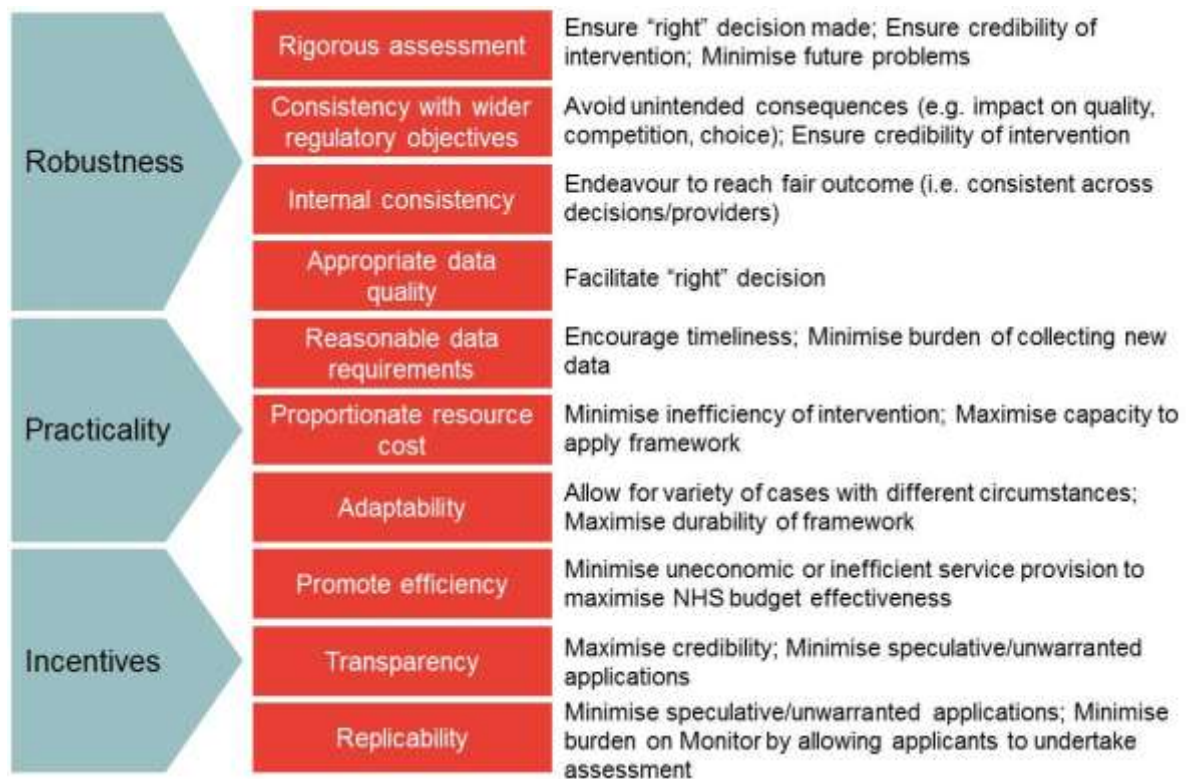 Robustness
Rigorous assessment
Ensure “right” decision made; Ensure credibility of
intervention; Minimise future problems
Consistency with wider
regulatory objectives
Avoid unintended consequences (e.g. impact on quality,
competition, choice); Ensure credibility of intervention
Internal consistency
Endeavour to reach fair outcome (i.e. consistent across
decisions/providers)
Appropriate data
quality
Facilitate “right” decision
Practicality
Reasonable data
requirements
Encourage timeliness; Minimise burden of collecting new
data
Proportionate resource
cost
Minimise inefficiency of intervention; Maximise capacity to
apply framework
Adaptability
Allow for variety of cases with different circumstances;
Maximise durability of framework
Incentives
Promote efficiency
Minimise uneconomic or inefficient service provision to
maximise NHS budget effectiveness
Transparency
Maximise credibility; Minimise speculative/unwarranted
applications
Replicability
Minimise speculative/unwarranted applications; Minimise
burden on Monitor by allowing applicants to undertake
assessment